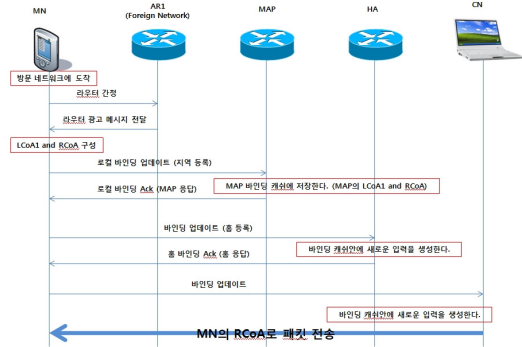 MN
AR1
(Foreign Network)
MAP
HA
CN
방문 네트워크에 도착
라우터 간청
라우터 광고 메시지 전달
LCoA1 and RCoA 구성
로컬 바인딩 업데이트 (지역 등록)
로컬 바인딩 Ack (MAP 응답)
MAP 바인딩 캐쉬에 저장한다. (MAP의 LCoA1 and RCoA)
바인딩 업데이트 (홈 등록)
바인딩 캐쉬안에 새로운 입력을 생성한다.
홈 바인딩 Ack (홈 응답)
바인딩 업데이트
바인딩 캐쉬안에 새로운 입력을 생성한다.
MN의 RCoA로 패킷 전송